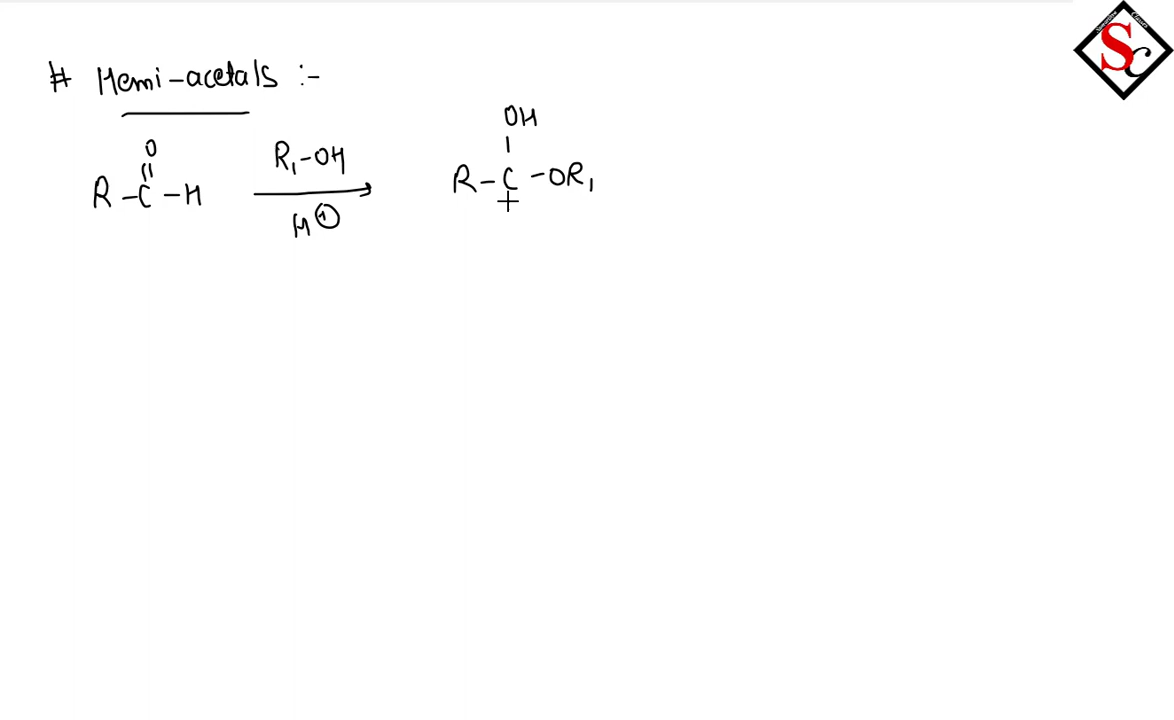 # Hemi-acetals :-
O
||
R-C-H
R₁-OH
H⊕
OH
|
R-C-OR₁
SC